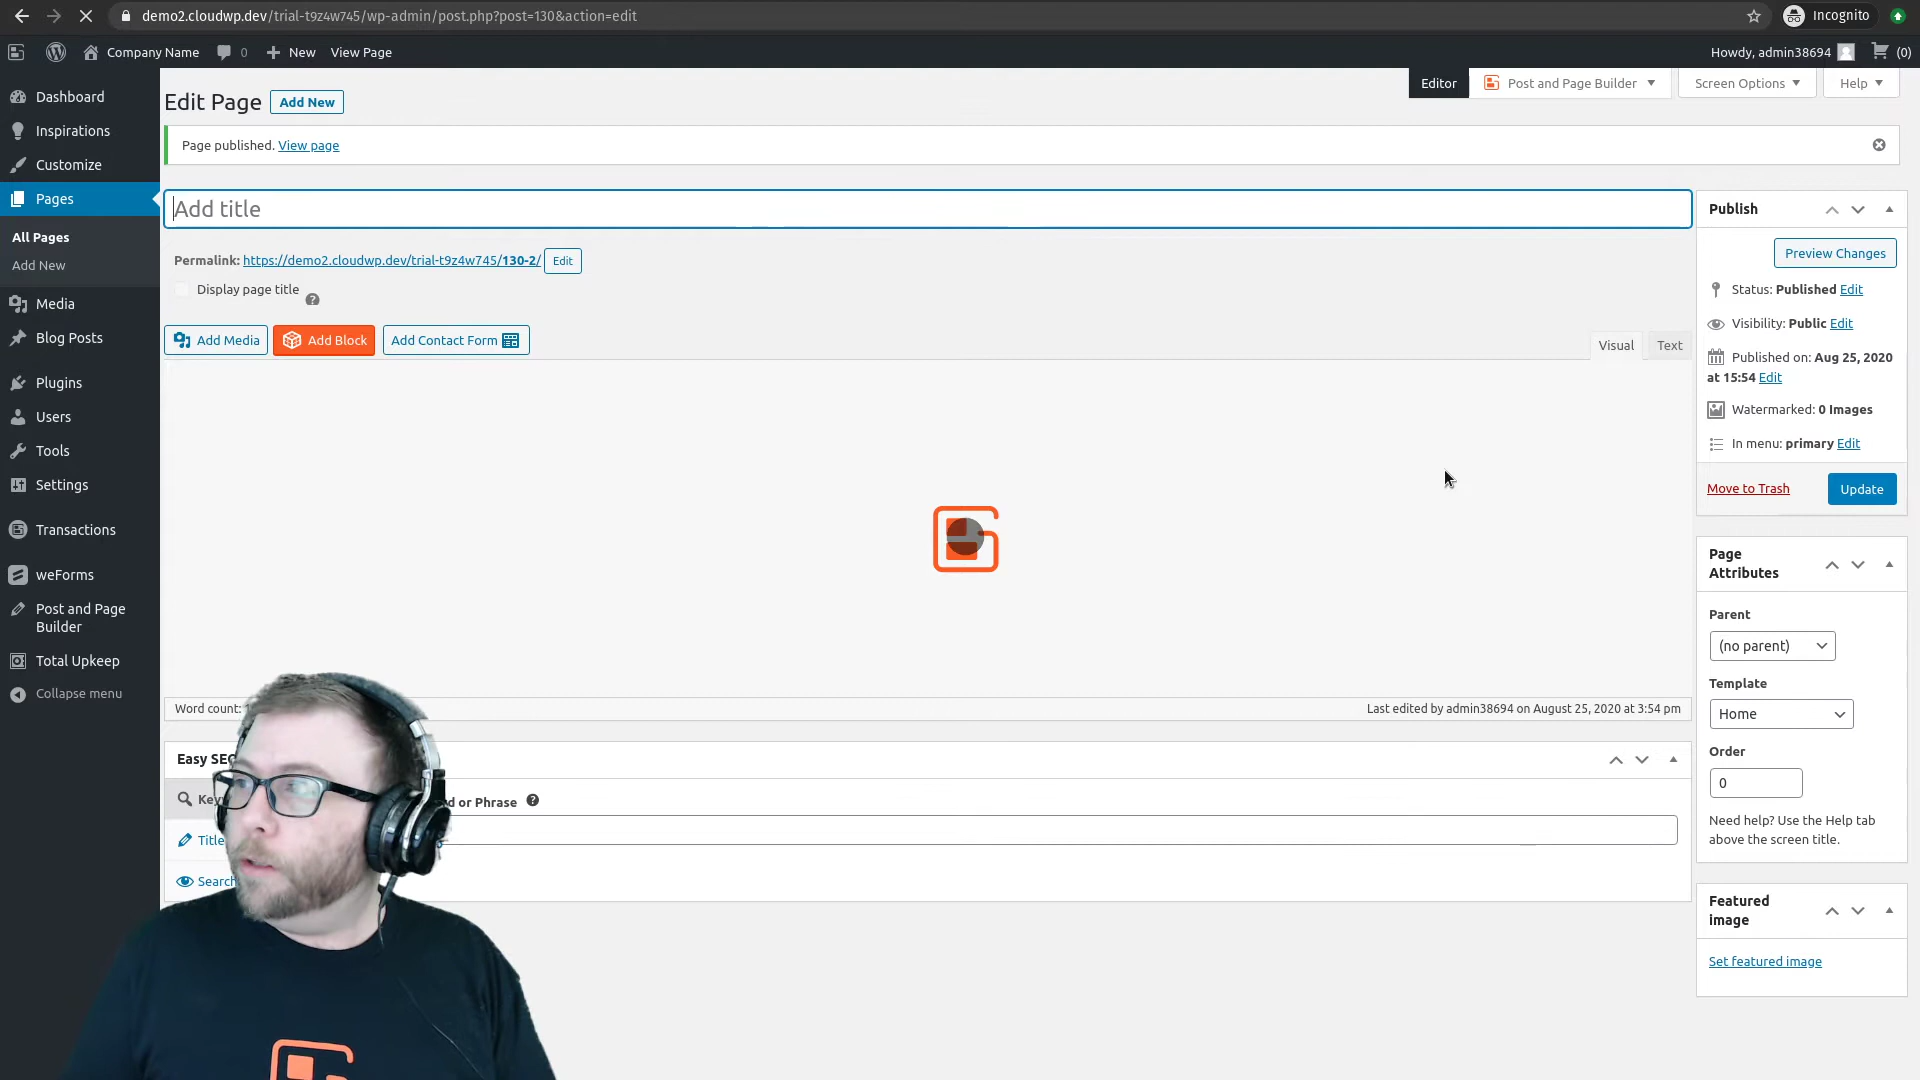 demo2.cloudwp.dev/trial-t9z4w745/wp-admin/post.php?post=130&action=edit
Incognito
Company Name
0
New
View Page
Howdy, admin38694
(0)
Dashboard
Inspirations
Customize
Pages
All Pages
Add New
Media
Blog Posts
Plugins
Users
Tools
Settings
Transactions
weForms
Post and Page
Builder
Total Upkeep
Collapse menu
Editor
Post and Page Builder
Screen Options
Help
Edit Page
Add New
Page published. View page
Add title
Permalink: https://demo2.cloudwp.dev/trial-t9z4w745/130-2/
Edit
Display page title
Add Media
Add Block
Add Contact Form
Visual
Text
Word count:
Last edited by admin38694 on August 25, 2020 at 3:54 pm
Easy SEO
or Phrase
Title
Search
Publish
Preview Changes
Status: Published Edit
Visibility: Public Edit
Published on: Aug 25, 2020
at 15:54 Edit
Watermarked: 0 Images
In menu: primary Edit
Move to Trash
Update
Page
Attributes
Parent
(no parent)
Template
Home
Order
0
Need help? Use the Help tab
above the screen title.
Featured
image
Set featured image